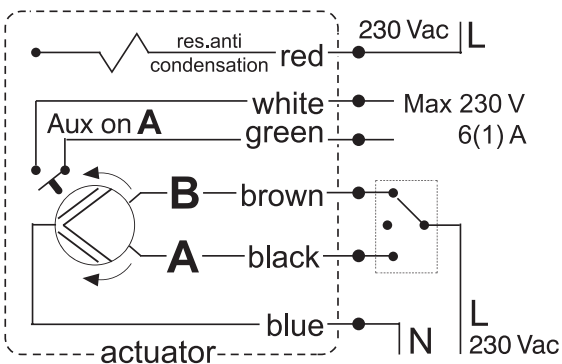 230 Vac L
res.anti
condensation red
white Max 230 V
Aux on A green 6(1) A
B brown
A black
blue N L
actuator 230 Vac